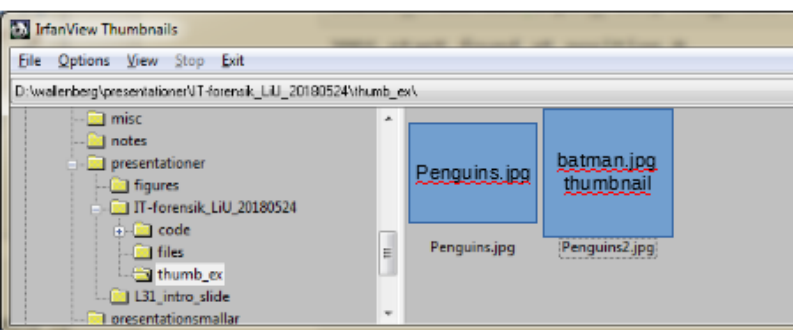 IrfanView Thumbnails
File Options View Stop Exit
D:\wallenberg\presentationer\IT-forensik_LiU_20180524\thumb_ex\
misc
notes
presentationer
figures
IT-forensik_LiU_20180524
code
files
thumb_ex
L31_intro_slide
presentationsmallar
Penguins.jpg
batman.jpg
thumbnail
Penguins.jpg
Penguins2.jpg